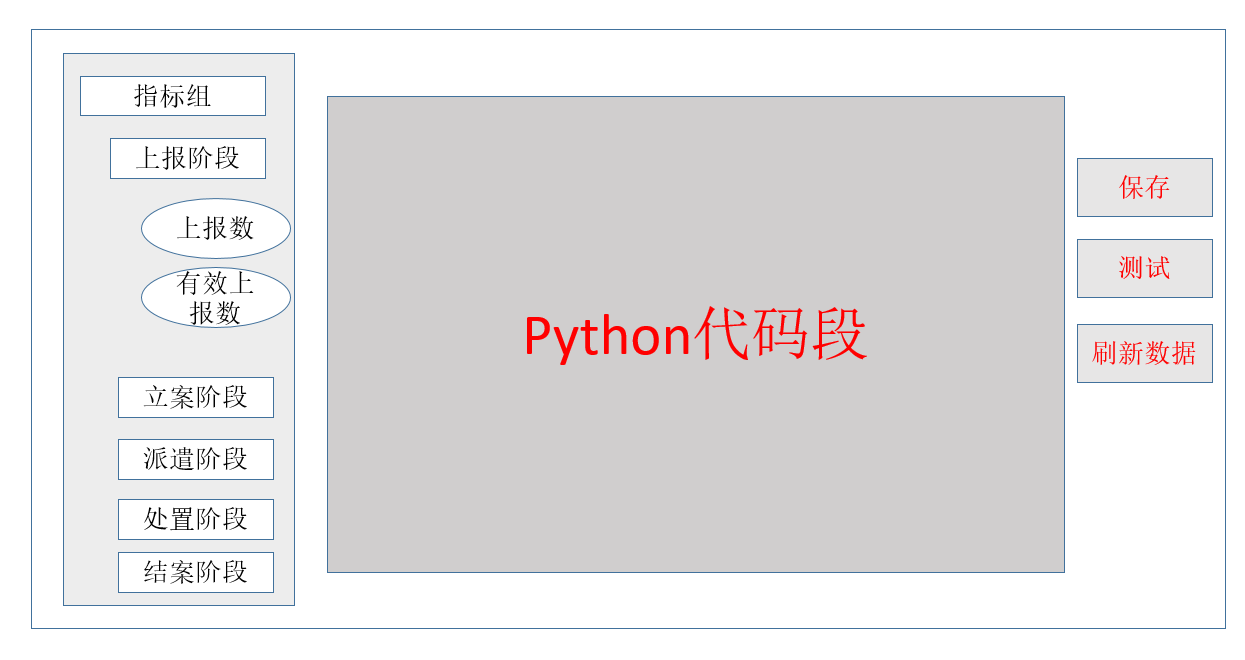 指标组
上报阶段
上报数
有效上
报数
立案阶段
派遣阶段
处置阶段
结案阶段
Python代码段
保存
测试
刷新数据